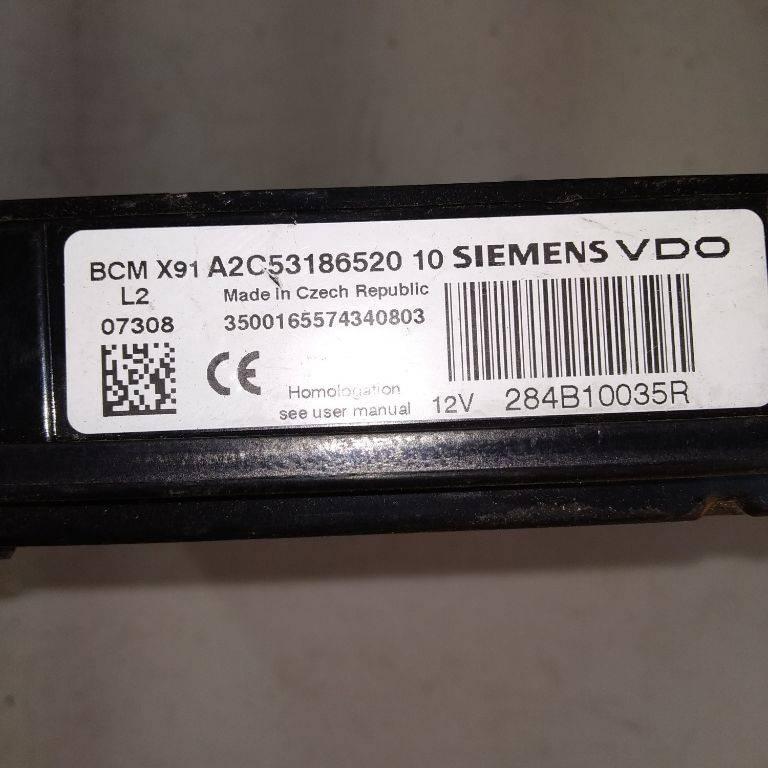 BCM X91 A2C53186520 10 SIEMENS VDO
L2 Made in Czech Republic
07308 3500165574340803
CE Homologation
see user manual 12V 284B10035R